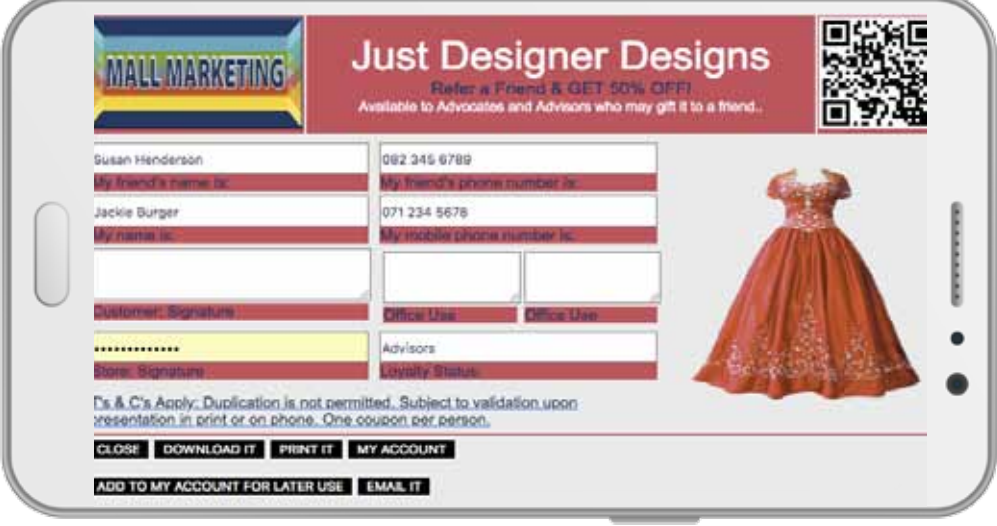 MALL MARKETING
Just Designer Designs
Refer a Friend & GET 50% OFF!
Available to Advocates and Advisors who may gift it to a friend..
Susan Henderson
082 345 6789
My friend's name is:
My friend's phone number is:
Jackie Burger
071 234 5678
My name is:
My mobile phone number is:
Customer: Signature
Office Use
Office Use
•••••••••••••
Advisors
Store: Signature
Loyalty Status:
T's & C's Apply: Duplication is not permitted. Subject to validation upon
presentation in print or on phone. One coupon per person.
CLOSE DOWNLOAD IT PRINT IT MY ACCOUNT
ADD TO MY ACCOUNT FOR LATER USE EMAIL IT